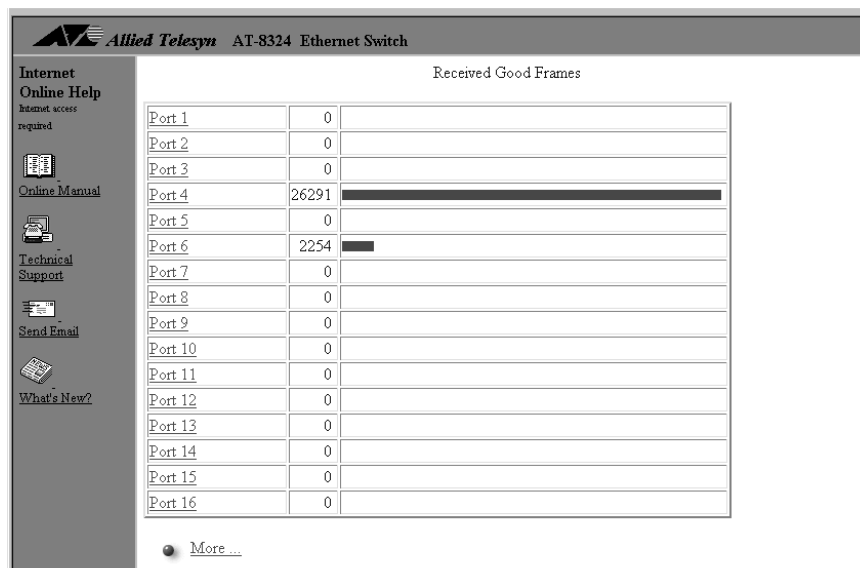 Allied Telesyn AT-8324 Ethernet Switch
Internet
Online Help
Internet access
required
Online Manual
Technical
Support
Send Email
What's New?
Received Good Frames
Port 1 0
Port 2 0
Port 3 0
Port 4 26291
Port 5 0
Port 6 2254
Port 7 0
Port 8 0
Port 9 0
Port 10 0
Port 11 0
Port 12 0
Port 13 0
Port 14 0
Port 15 0
Port 16 0
More ...